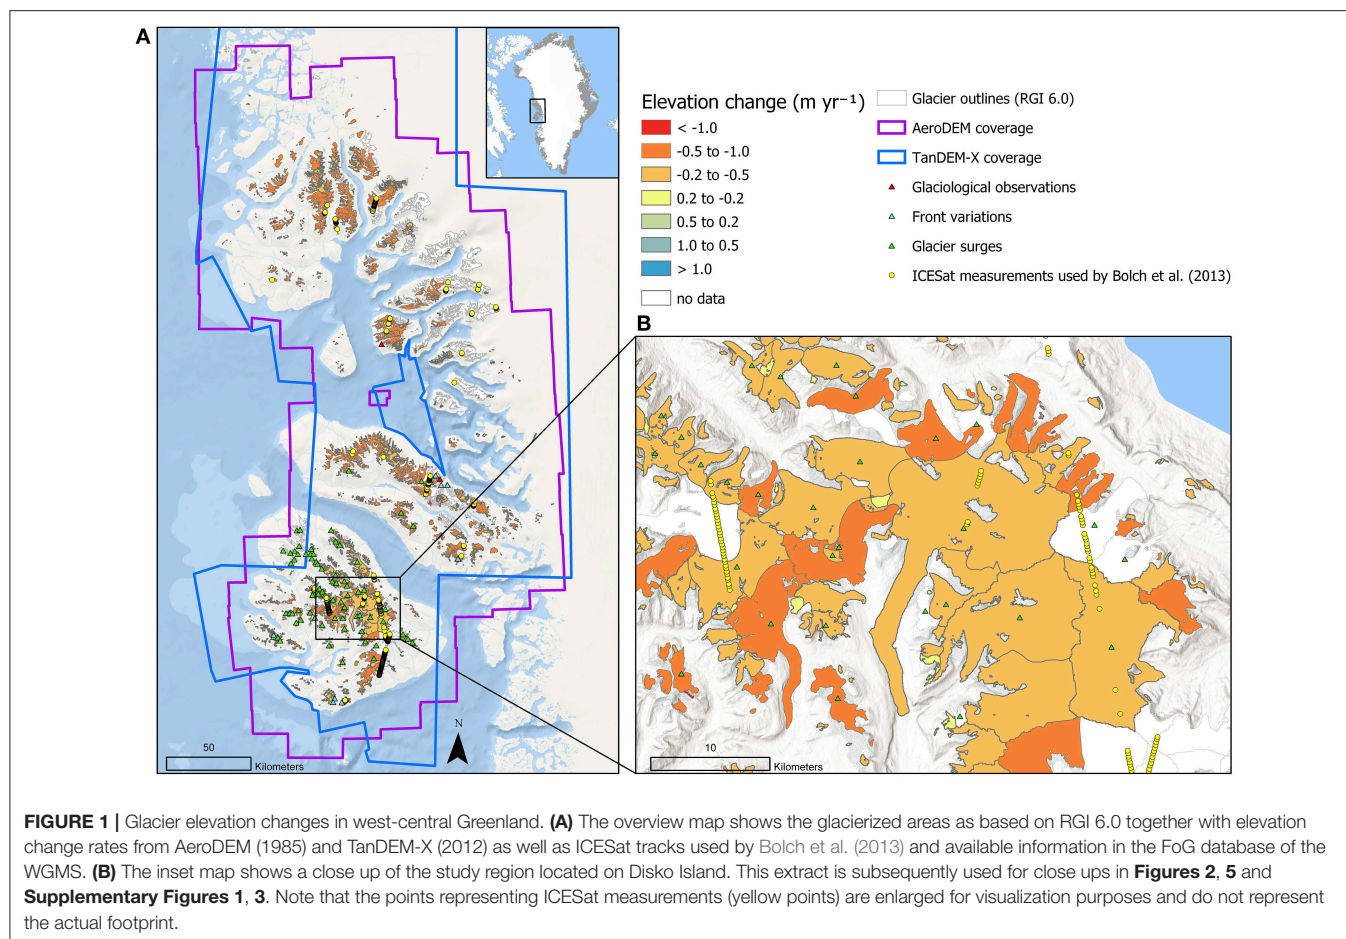 A
Elevation change (m yr⁻¹)
< -1.0
-0.5 to -1.0
-0.2 to -0.5
0.2 to -0.2
0.5 to 0.2
1.0 to 0.5
> 1.0
no data
Glacier outlines (RGI 6.0)
AeroDEM coverage
TanDEM-X coverage
Glaciological observations
Front variations
Glacier surges
ICESat measurements used by Bolch et al. (2013)
B
N
50
Kilometers
10
Kilometers
FIGURE 1 | Glacier elevation changes in west-central Greenland. (A) The overview map shows the glacierized areas as based on RGI 6.0 together with elevation
change rates from AeroDEM (1985) and TanDEM-X (2012) as well as ICESat tracks used by Bolch et al. (2013) and available information in the FoG database of the
WGMS. (B) The inset map shows a close up of the study region located on Disko Island. This extract is subsequently used for close ups in Figures 2, 5 and
Supplementary Figures 1, 3. Note that the points representing ICESat measurements (yellow points) are enlarged for visualization purposes and do not represent
the actual footprint.